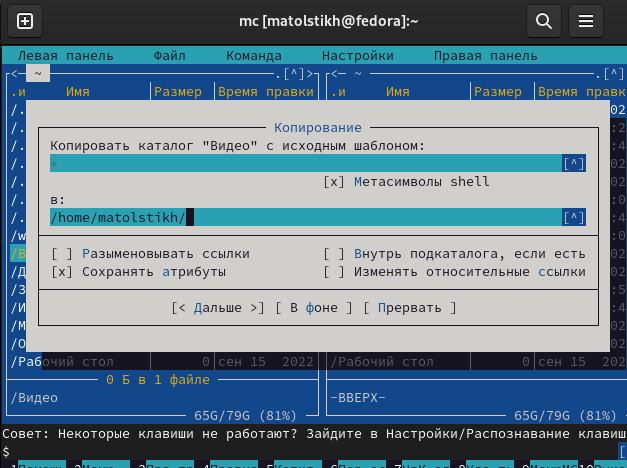 mc [matolstikh@fedora]:~
Левая панель Файл Команда Настройки Правая панель
<— ~ .[^]> <— ~ .[^]
.и Имя Размер Время правки .и Имя Размер Время правк
Копирование
Копировать каталог "Видео" с исходным шаблоном:
* [^]
[x] Метасимволы shell
в:
/home/matolstikh/ [^]
[ ] Разыменовывать ссылки [ ] Внутрь подкаталога, если есть
[x] Сохранять атрибуты [ ] Изменять относительные ссылки
[< Дальше >] [ В фоне ] [ Прервать ]
/Рабочий стол 0 сен 15 2022 /Рабочий стол 0 сен 15 202
0 Б в 1 файле
/Видео -ВВЕРХ-
65G/79G (81%) 65G/79G (81%)
Совет: Некоторые клавиши не работают? Зайдите в Настройки/Распознавание клавиш
$ [